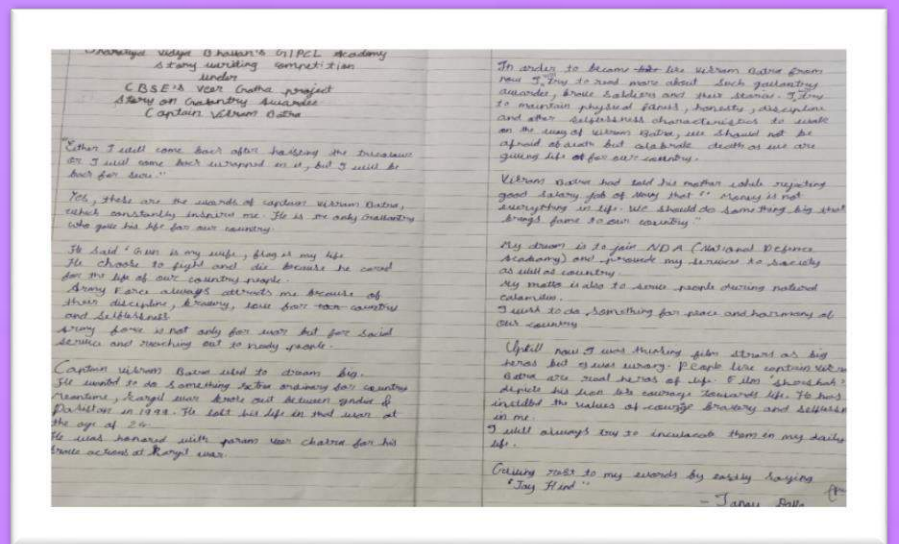 Bharatiya Vidya Bhavan's GIPCL Academy
story writing competition
under
CBSE's Veer Gatha project
Story on Gallantry Awardee
Captain Vikram Batra
"Either I will come back after hoisting the tricolour
or I will come back wrapped in it, but I will be
back for sure."
Yes, these are the words of captain Vikram Batra,
which constantly inspire me. He is me only Gallantry
who gave his life for our country.
He said "Gun is my wife, flag is my life
He choose to fight and die because he cared
for the life of our country people.
Army Force always attracts me because of
their discipline, bravery, love for country
and selflessness.
Army force is not only for war but for social
service and reaching out to needy people.
Captain Vikram Batra used to dream big.
He wanted to do something extra ordinary for country
meantime, Kargil war broke out between India &
Pakistan in 1999. He lost his life in that war at
the age of 24.
He was honored with param veer chakra for his
brave actions at Kargil war.
In order to become like Vikram Batra from
now I try to read more about such gallantry
awardee, brave soldiers and their stories. I try
to maintain physical fitness, honesty, discipline
and other selflessness characteristics to walk
on the way of Vikram Batra, we should not be
afraid of death but celebrate death as we are
giving life for our country.
Vikram Batra had told his mother while rejecting
good salary job of Navy that "Money is not
everything in life. We should do something big that
brings fame to our country"
My dream is to join NDA (National Defence
Academy) and provide my services to society
as well as country.
My motto is also to serve people during natural
calamities.
I wish to do something for peace and harmony of
our country
Uptill now I was thinking film stars as big
heros but I was wrong. People like captain Vikram
Batra are real heros of life. Film "Shershah"
depicts his lion like courage towards life. He has
instilled the values of courage bravery and selfless
in me.
I will always try to inculcate them in my daily
life.
Giving rest to my words by saying
"Jay Hind"